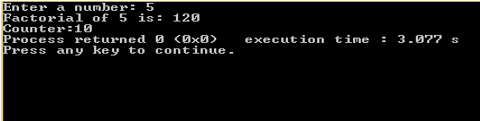 Enter a number: 5
Factorial of 5 is: 120
Counter:10
Process returned 0 (0x0)   execution time : 3.077 s
Press any key to continue.